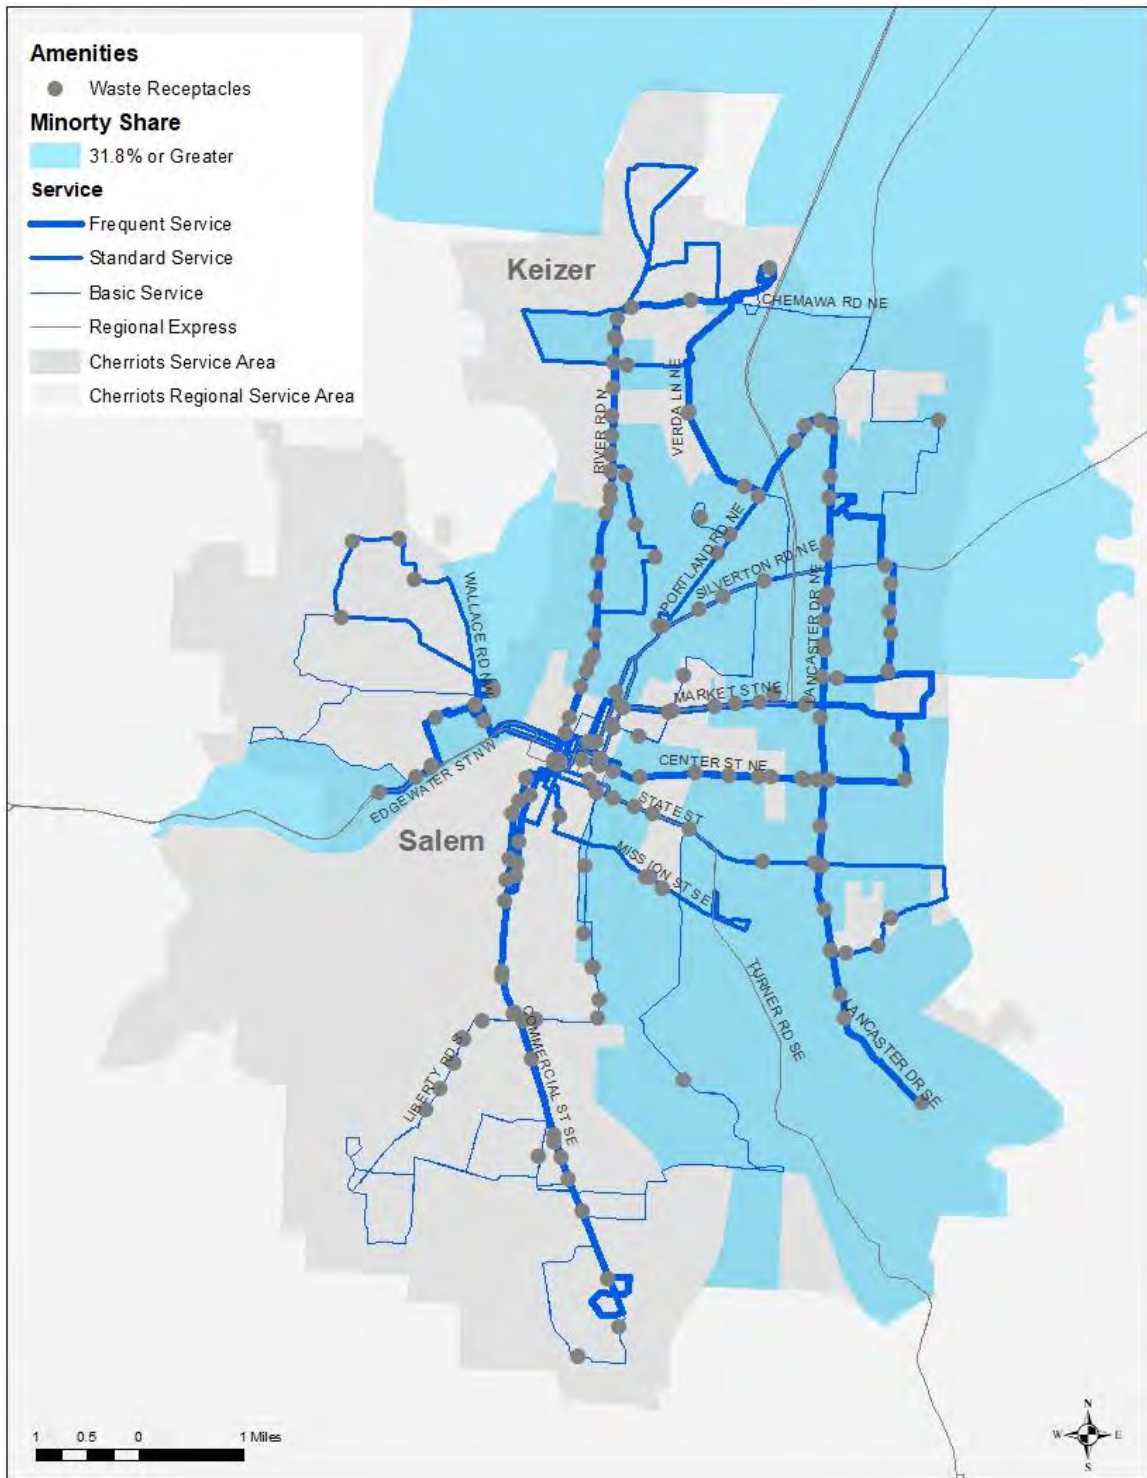 Amenities
Waste Receptacles
Minorty Share
31.8% or Greater
Service
Frequent Service
Standard Service
Basic Service
Regional Express
Cherriots Service Area
Cherriots Regional Service Area
Keizer
CHEMAWA RD NE
VERDA LN NE
RIVER RD N
PORTLAND RD NE
SILVERTON RD NE
WALLACE RD NW
LANCASTER DR NE
MARKET ST NE
CENTER ST NE
EDGEWATER ST NW
Salem
STATE ST
MISSION ST SE
TURNER RD SE
LANCASTER DR SE
COMMERCIAL ST SE
LIBERTY RD S
1 0.5 0 1 Miles
N
W E
S